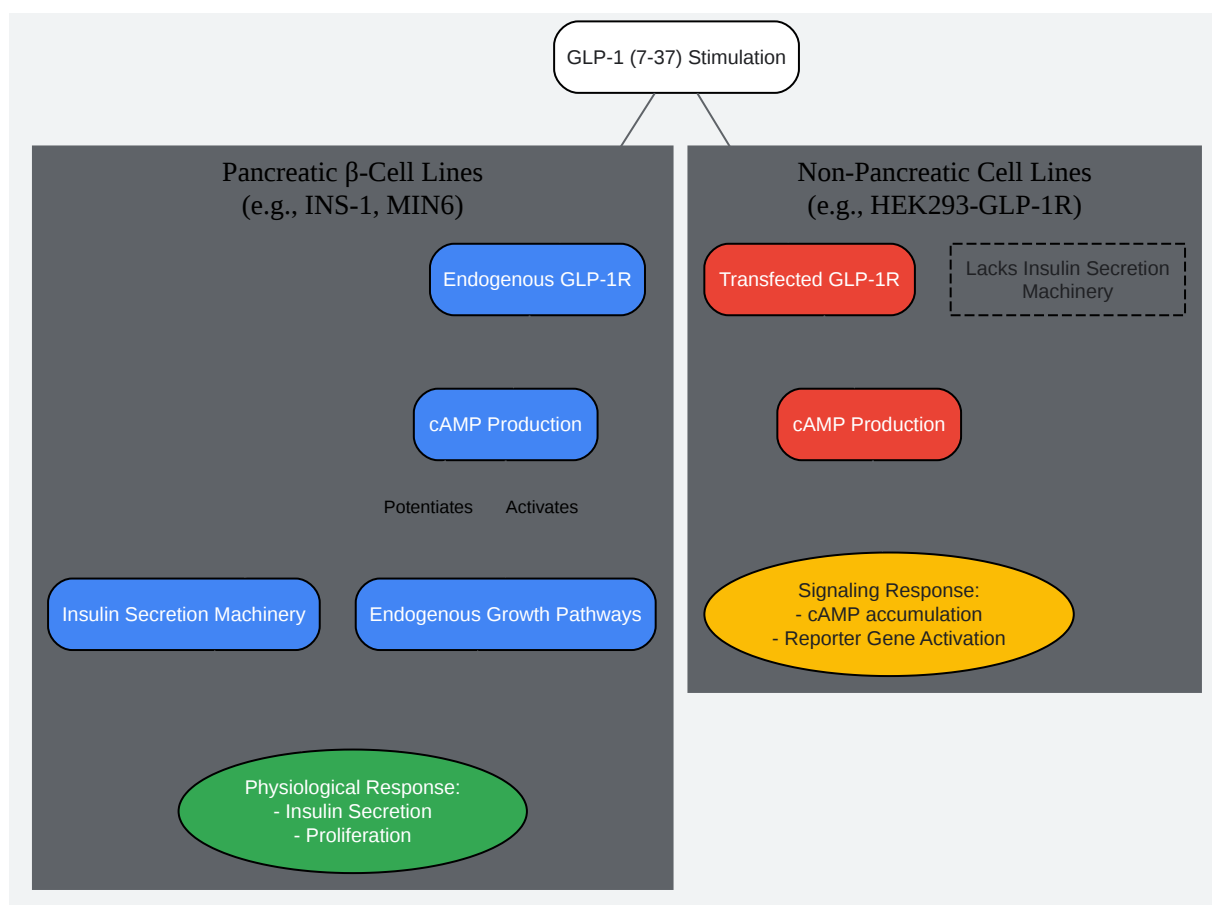 GLP-1 (7-37) Stimulation
Pancreatic β-Cell Lines
(e.g., INS-1, MIN6)
Endogenous GLP-1R
cAMP Production
Potentiates
Activates
Insulin Secretion Machinery
Endogenous Growth Pathways
Physiological Response:
- Insulin Secretion
- Proliferation
Non-Pancreatic Cell Lines
(e.g., HEK293-GLP-1R)
Transfected GLP-1R
Lacks Insulin Secretion
Machinery
cAMP Production
Signaling Response:
- cAMP accumulation
- Reporter Gene Activation